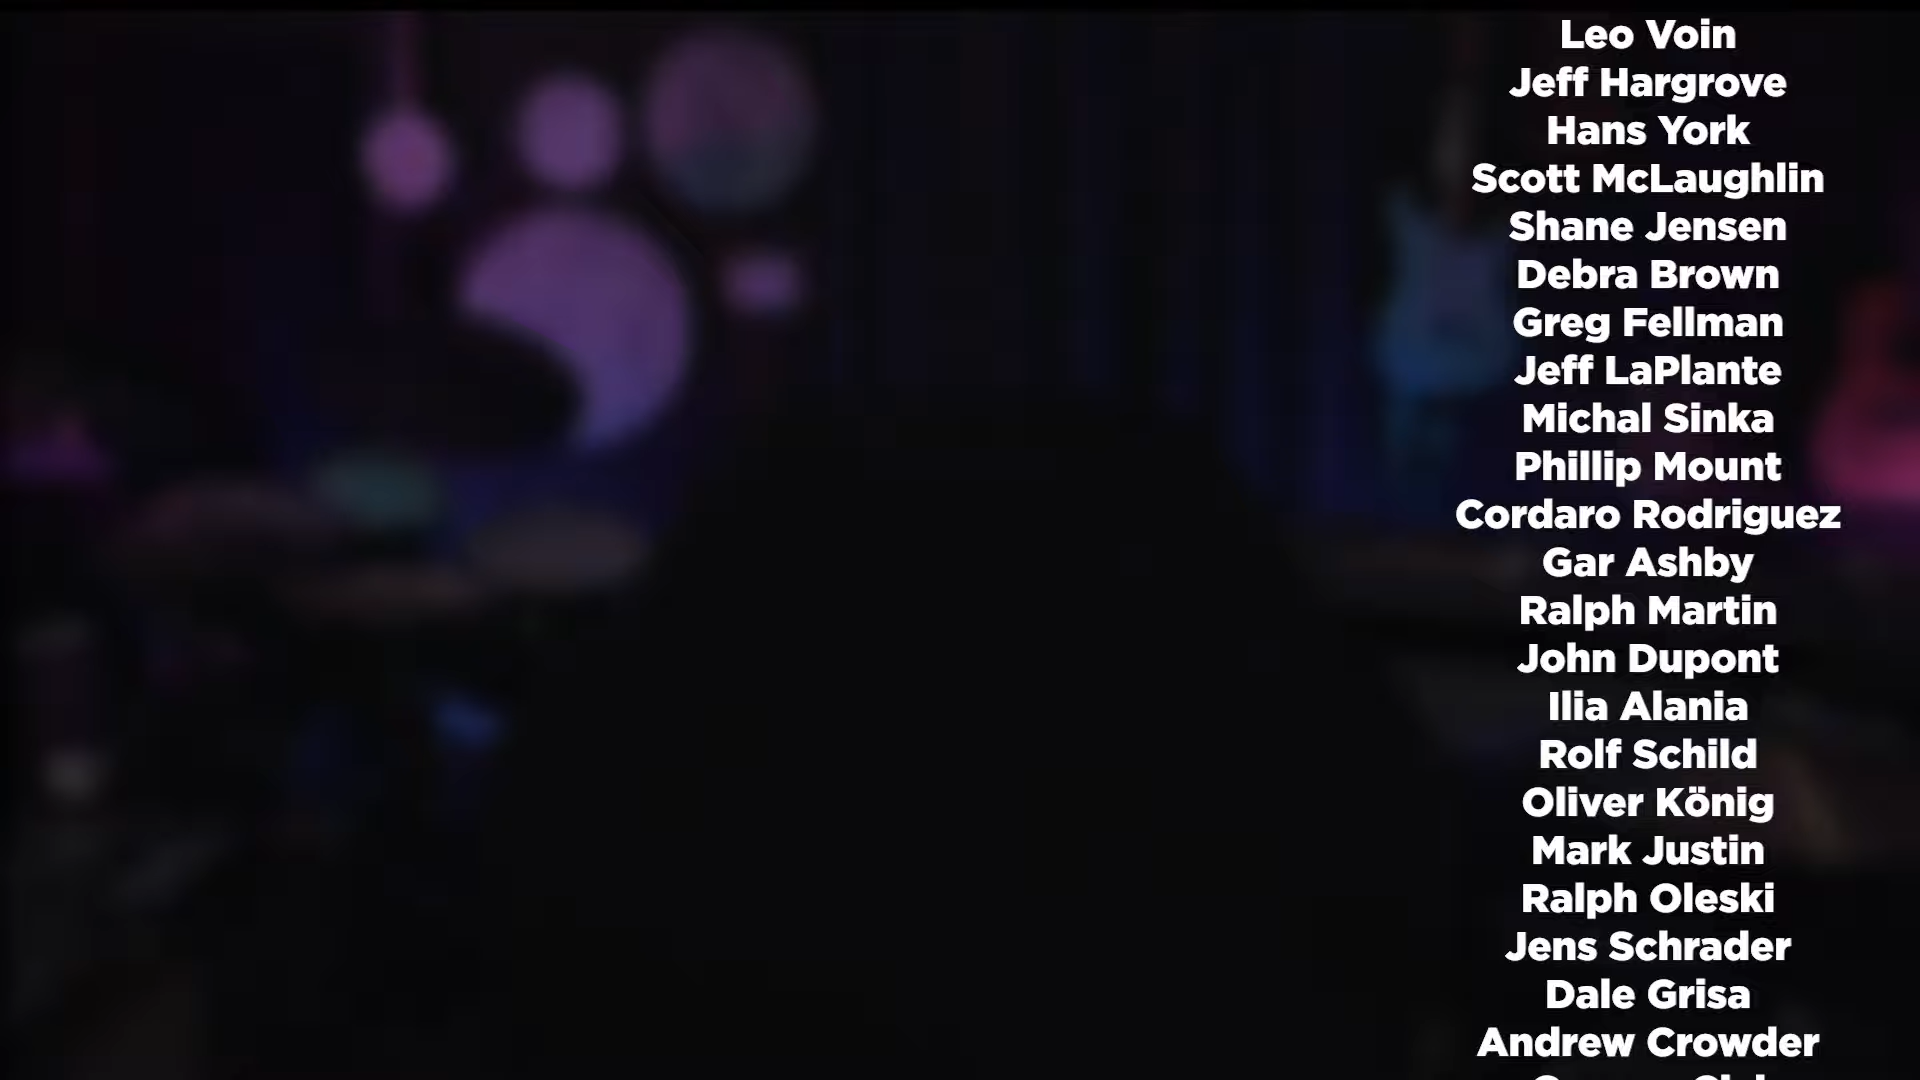 Leo Voin
Jeff Hargrove
Hans York
Scott McLaughlin
Shane Jensen
Debra Brown
Greg Fellman
Jeff LaPlante
Michal Sinka
Phillip Mount
Cordaro Rodriguez
Gar Ashby
Ralph Martin
John Dupont
Ilia Alania
Rolf Schild
Oliver König
Mark Justin
Ralph Oleski
Jens Schrader
Dale Grisa
Andrew Crowder